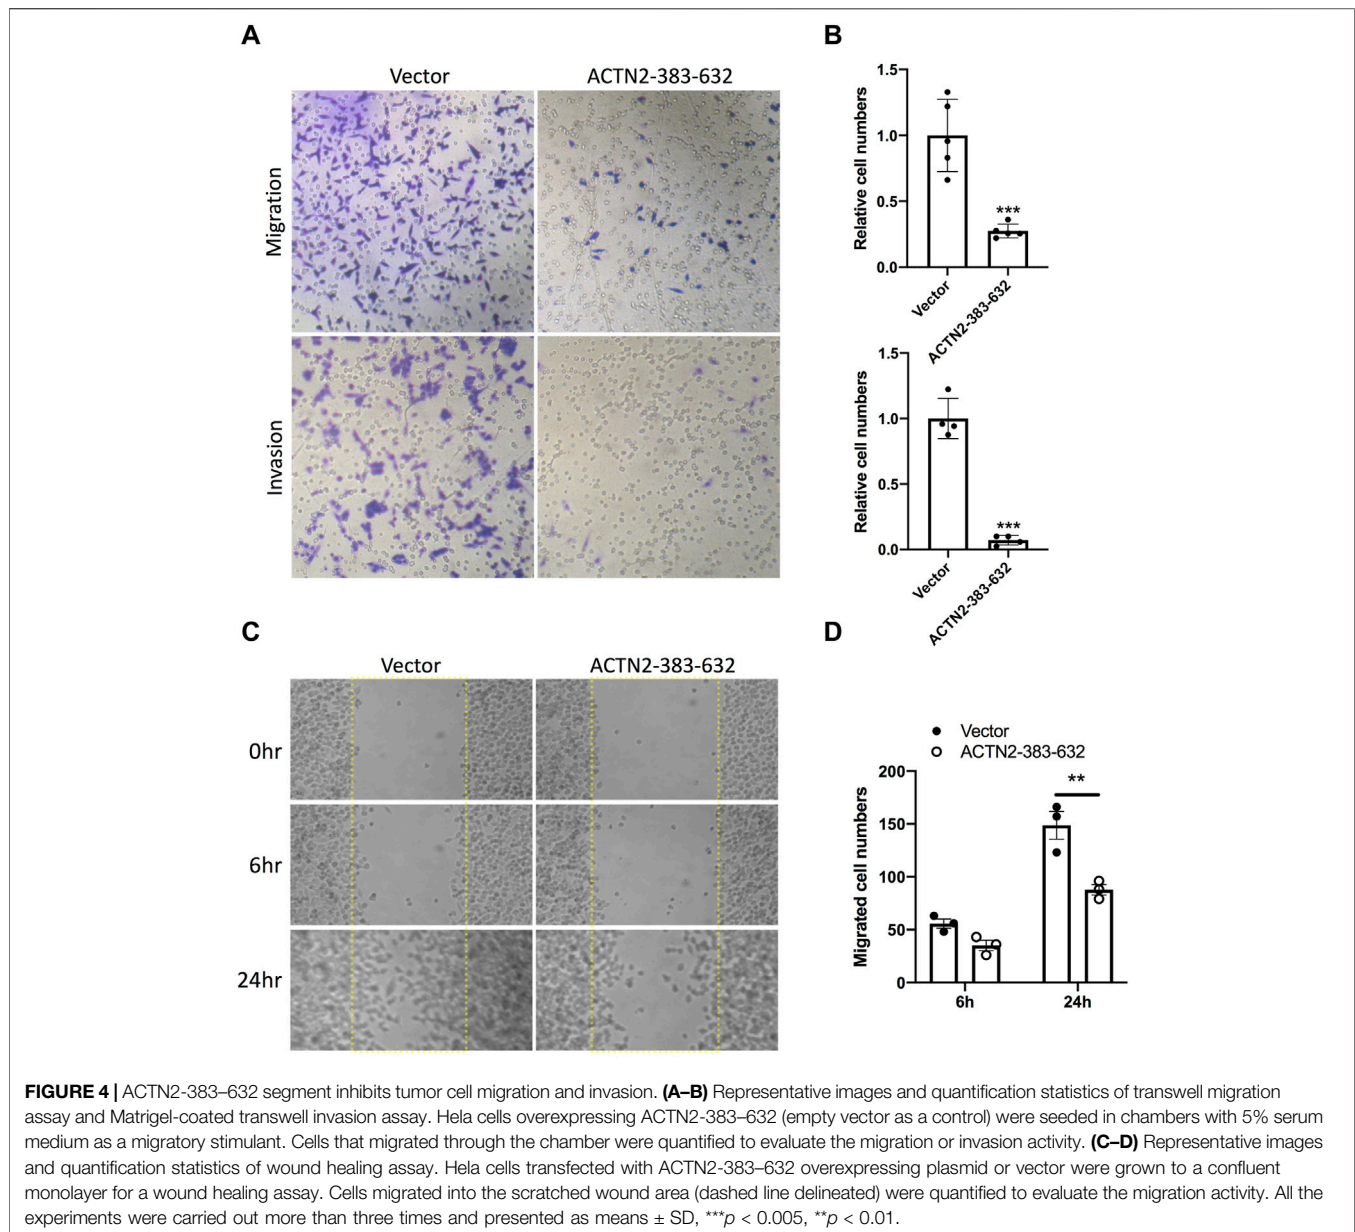 A
Vector
ACTN2-383-632
Migration
Invasion
B
1.5
1.0
0.5
0.0
Relative cell numbers
***
Vector
ACTN2-383-632
1.5
1.0
0.5
0.0
Relative cell numbers
***
Vector
ACTN2-383-632
C
Vector
ACTN2-383-632
0hr
6hr
24hr
D
Vector
ACTN2-383-632
200
150
100
50
0
Migrated cell numbers
**
6h
24h
FIGURE 4 | ACTN2-383–632 segment inhibits tumor cell migration and invasion. (A–B) Representative images and quantification statistics of transwell migration
assay and Matrigel-coated transwell invasion assay. Hela cells overexpressing ACTN2-383–632 (empty vector as a control) were seeded in chambers with 5% serum
medium as a migratory stimulant. Cells that migrated through the chamber were quantified to evaluate the migration or invasion activity. (C–D) Representative images
and quantification statistics of wound healing assay. Hela cells transfected with ACTN2-383–632 overexpressing plasmid or vector were grown to a confluent
monolayer for a wound healing assay. Cells migrated into the scratched wound area (dashed line delineated) were quantified to evaluate the migration activity. All the
experiments were carried out more than three times and presented as means ± SD, ***p < 0.005, **p < 0.01.